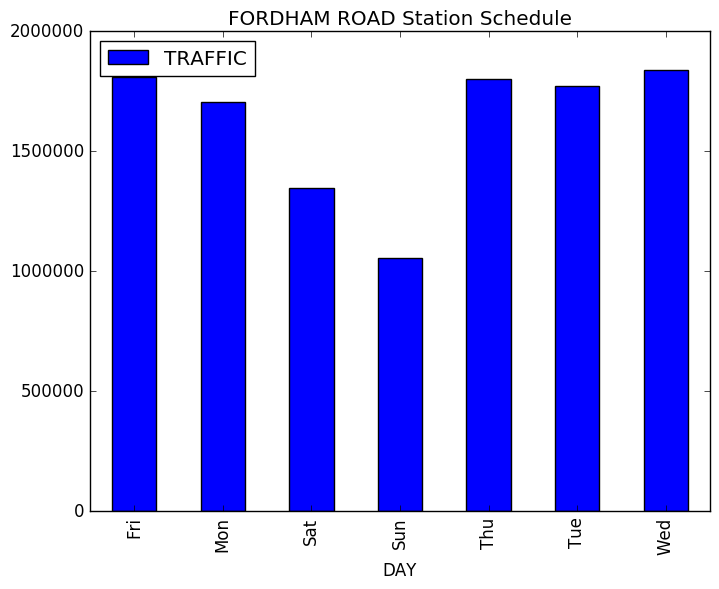 FORDHAM ROAD Station Schedule
TRAFFIC
2000000
1500000
1000000
500000
0
Fri
Mon
Sat
Sun
Thu
Tue
Wed
DAY